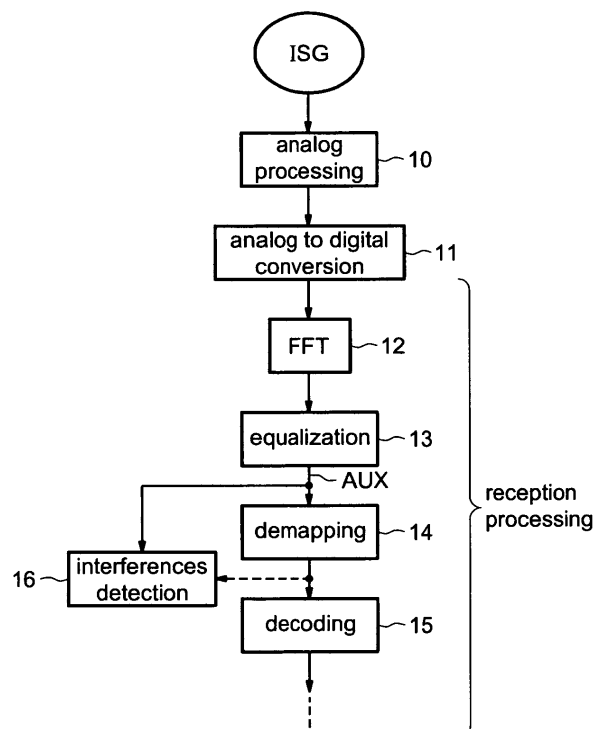 ISG
analog
processing
10
analog to digital
conversion
11
FFT
12
equalization
13
AUX
demapping
14
reception
processing
16
interferences
detection
decoding
15